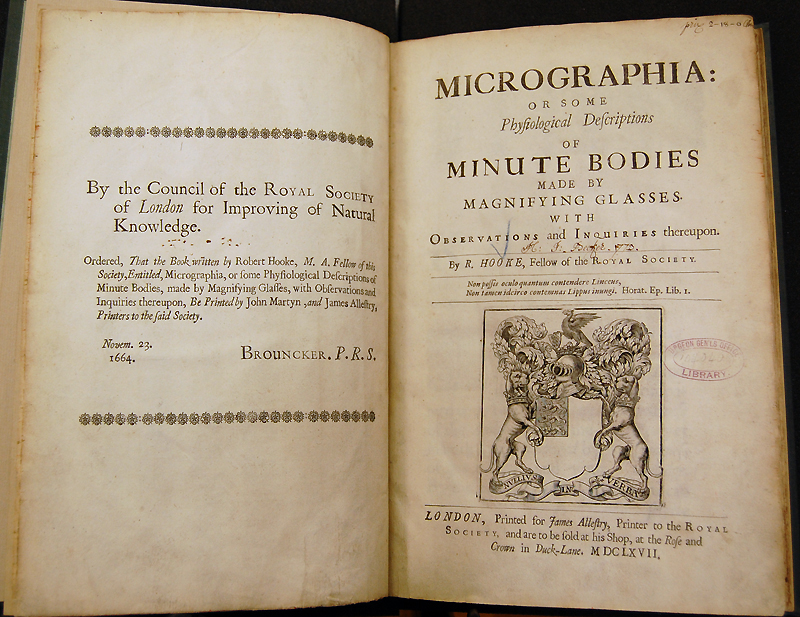 By the Council of the ROYAL SOCIETY
of London for Improving of Natural
Knowledge.
Ordered, That the Book written by Robert Hooke, M. A. Fellow of this
Society, Entitled, Micrographia, or some Phyſiological Deſcriptions of
Minute Bodies, made by Magnifying Glaſſes, with Obſervations and
Inquiries thereupon, Be Printed by John Martyn, and James Alleſtry,
Printers to the ſaid Society.
Novem. 23.
1664.
BROUNCKER. P. R. S.
MICROGRAPHIA:
OR SOME
Phyſiological Deſcriptions
OF
MINUTE BODIES
MADE BY
MAGNIFYING GLASSES.
WITH
OBSERVATIONS and INQUIRIES thereupon.
By R. HOOKE, Fellow of the ROYAL SOCIETY.
Non poſſis oculo quantum contendere Linceus,
Non tamen idcirco contemnas Lippus inungi. Horat. Ep. Lib. 1.
LIBRARY.
NVLLIVS IN VERBA
LONDON, Printed for James Alleſtry, Printer to the ROYAL
SOCIETY, and are to be ſold at his Shop, at the Roſe and
Crown in Duck-Lane. MDCLXVII.